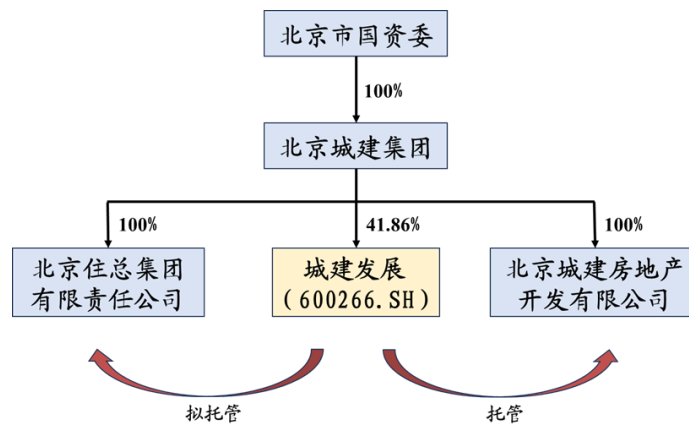 北京市国资委
100%
北京城建集团
100%
41.86%
100%
北京住总集团
有限责任公司
城建发展
(600266.SH)
北京城建房地产
开发有限公司
拟托管
托管